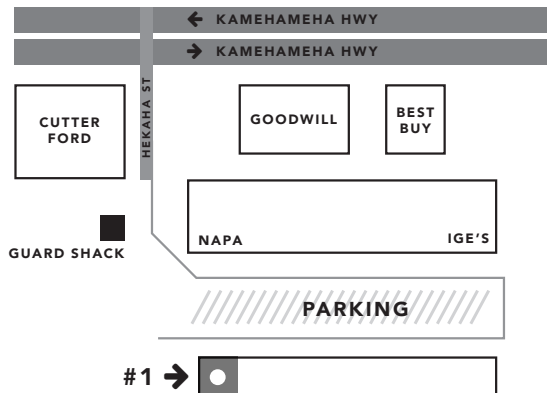 ← KAMEHAMEHA HWY
→ KAMEHAMEHA HWY
HEKAHA ST
CUTTER
FORD
GOODWILL
BEST
BUY
GUARD SHACK
NAPA
IGE'S
PARKING
#1 →